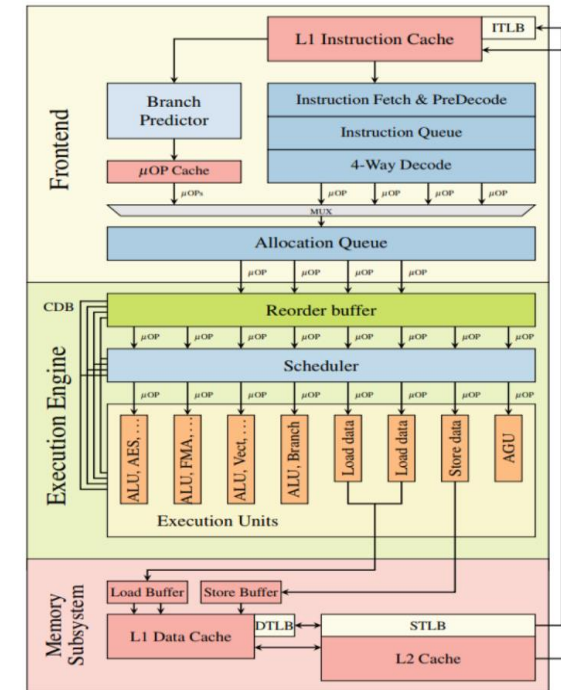 Frontend
L1 Instruction Cache
ITLB
Branch
Predictor
Instruction Fetch & PreDecode
Instruction Queue
4-Way Decode
μOP Cache
μOPs
μOP μOP μOP μOP
MUX
Allocation Queue
μOP μOP μOP μOP
Execution Engine
CDB
Reorder buffer
μOP μOP μOP μOP μOP μOP μOP μOP
Scheduler
μOP μOP μOP μOP μOP μOP μOP μOP
ALU, AES, ...
ALU, FMA, ...
ALU, Vect, ...
ALU, Branch
Load data
Load data
Store data
AGU
Execution Units
Memory
Subsystem
Load Buffer
Store Buffer
L1 Data Cache
DTLB
STLB
L2 Cache